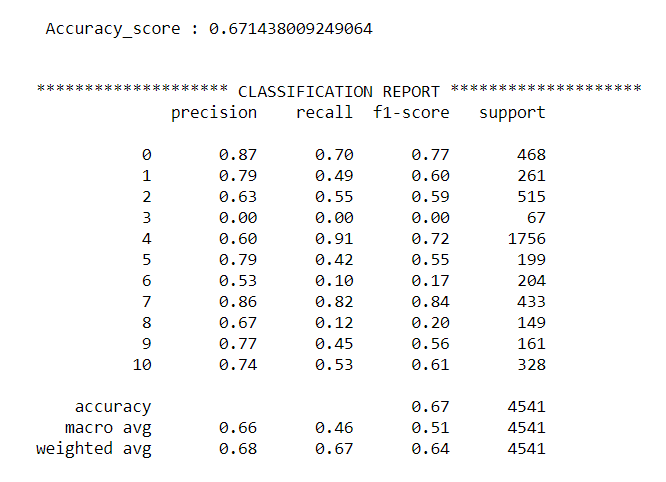 Accuracy_score : 0.671438009249064
******************** CLASSIFICATION REPORT ********************
precision recall f1-score support
0 0.87 0.70 0.77 468
1 0.79 0.49 0.60 261
2 0.63 0.55 0.59 515
3 0.00 0.00 0.00 67
4 0.60 0.91 0.72 1756
5 0.79 0.42 0.55 199
6 0.53 0.10 0.17 204
7 0.86 0.82 0.84 433
8 0.67 0.12 0.20 149
9 0.77 0.45 0.56 161
10 0.74 0.53 0.61 328
accuracy 0.67 4541
macro avg 0.66 0.46 0.51 4541
weighted avg 0.68 0.67 0.64 4541